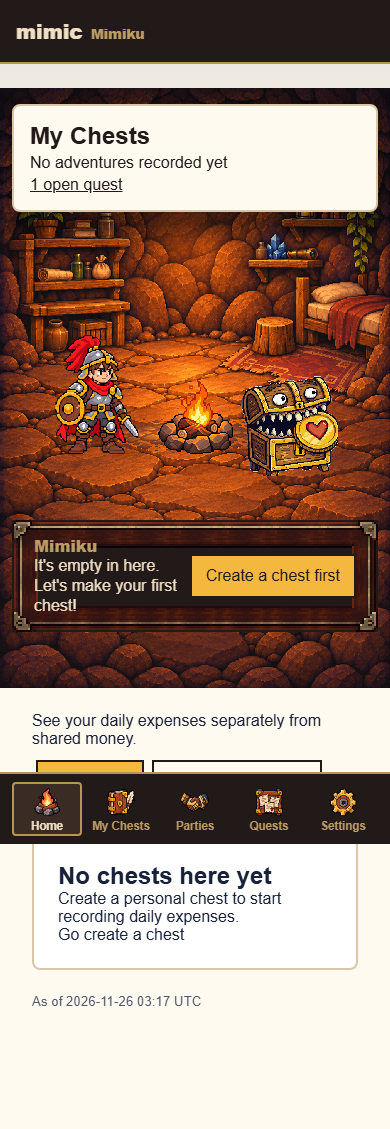 mimic Mimiku
My Chests
No adventures recorded yet
1 open quest
Mimiku
It's empty in here.
Let's make your first
chest!
Create a chest first
See your daily expenses separately from
shared money.
Home
My Chests
Parties
Quests
Settings
No chests here yet
Create a personal chest to start
recording daily expenses.
Go create a chest
As of 2026-11-26 03:17 UTC